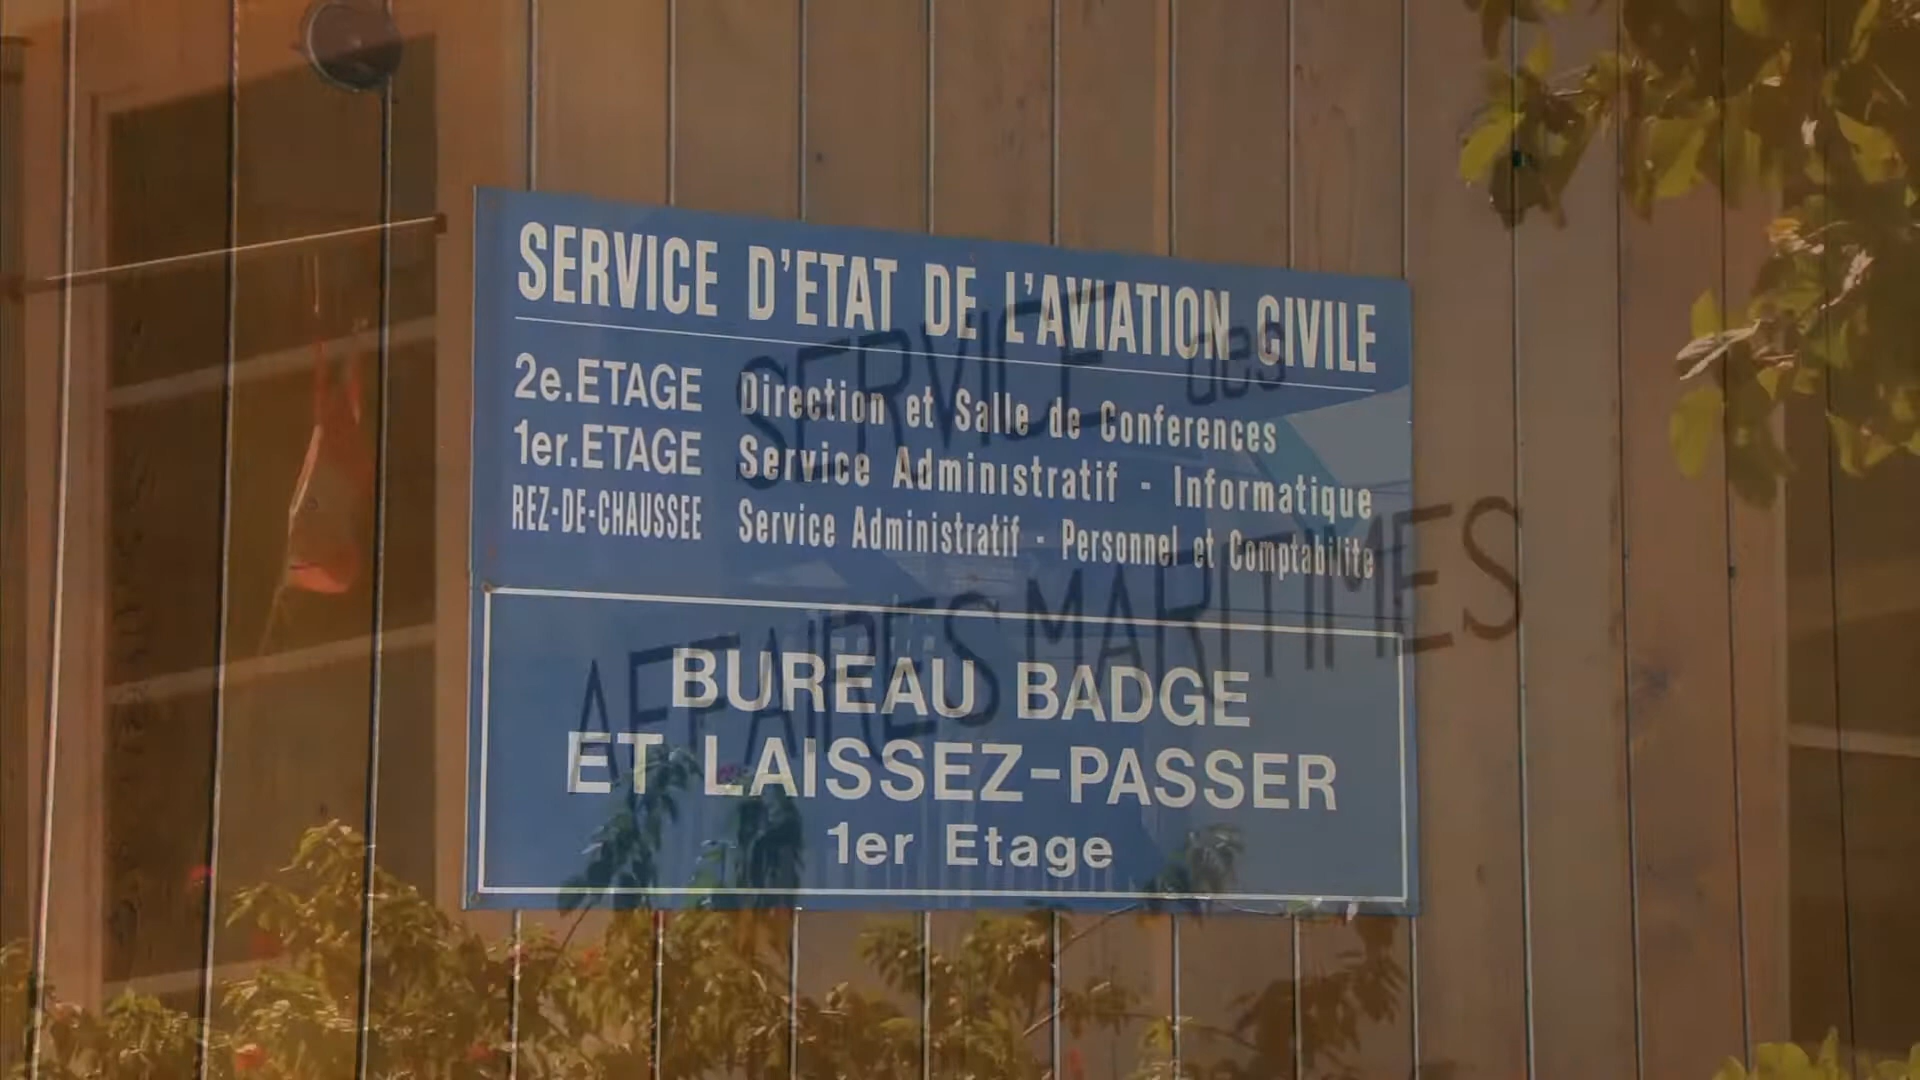 SERVICE D'ETAT DE L'AVIATION CIVILE
2e.ETAGE Direction et Salle de Conferences
1er.ETAGE Service Administratif - Informatique
REZ-DE-CHAUSSEE Service Administratif - Personnel et Comptabilite
BUREAU BADGE
ET LAISSEZ-PASSER
1er Etage
SERVICE des
AFFAIRES MARITIMES